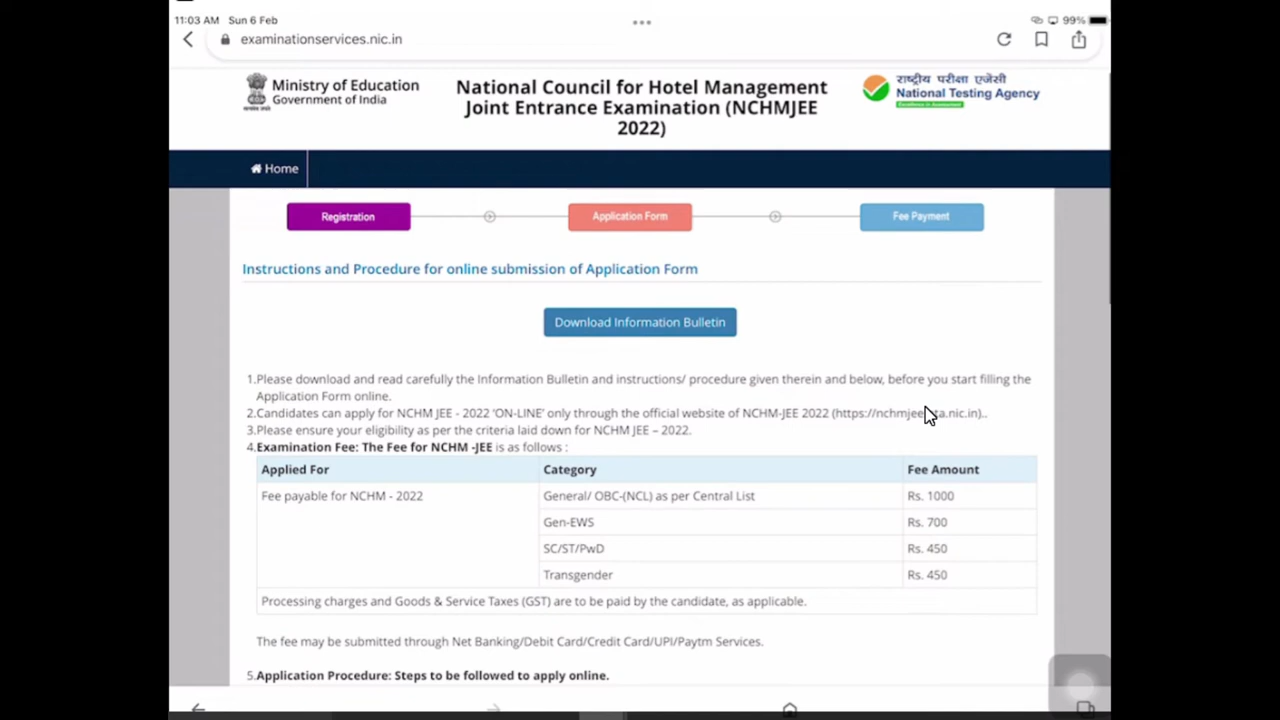 11:03 AM Sun 6 Feb
99%
examinationservices.nic.in
Ministry of Education
Government of India
National Council for Hotel Management
Joint Entrance Examination (NCHMJEE
2022)
राष्ट्रीय परीक्षा एजेंसी
National Testing Agency
Excellence in Assessment
Home
Registration
Application Form
Fee Payment
Instructions and Procedure for online submission of Application Form
Download Information Bulletin
1.Please download and read carefully the Information Bulletin and instructions/ procedure given therein and below, before you start filling the
Application Form online.
2.Candidates can apply for NCHM JEE - 2022 ‘ON-LINE’ only through the official website of NCHM-JEE 2022
3.Please ensure your eligibility as per the criteria laid down for NCHM JEE – 2022.
4.Examination Fee: The Fee for NCHM -JEE is as follows :
Applied For Category Fee Amount
Fee payable for NCHM - 2022 General/ OBC-(NCL) as per Central List Rs. 1000
Gen-EWS Rs. 700
SC/ST/PwD Rs. 450
Transgender Rs. 450
Processing charges and Goods & Service Taxes (GST) are to be paid by the candidate, as applicable.
The fee may be submitted through Net Banking/Debit Card/Credit Card/UPI/Paytm Services.
5.Application Procedure: Steps to be followed to apply online.